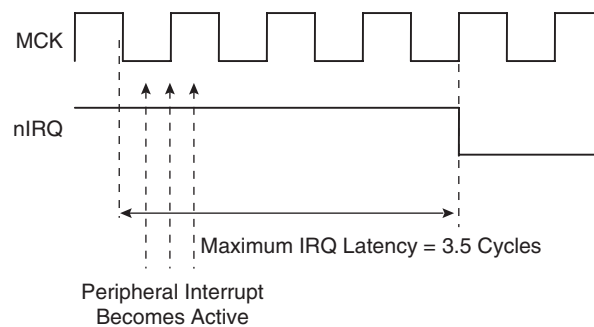 MCK
nIRQ
Maximum IRQ Latency = 3.5 Cycles
Peripheral Interrupt
Becomes Active